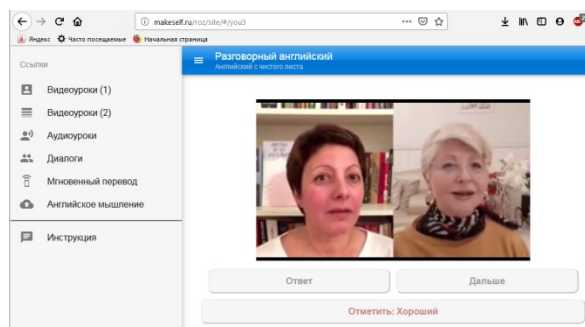 makeself.ru/roz/site/#/you3
Яндекс Часто посещаемые Начальная страница
Ссылки
Видеоуроки (1)
Видеоуроки (2)
Аудиоуроки
Диалоги
Мгновенный перевод
Английское мышление
Инструкция
Разговорный английский
Английский с чистого листа
Ответ Дальше
Отметить: Хороший